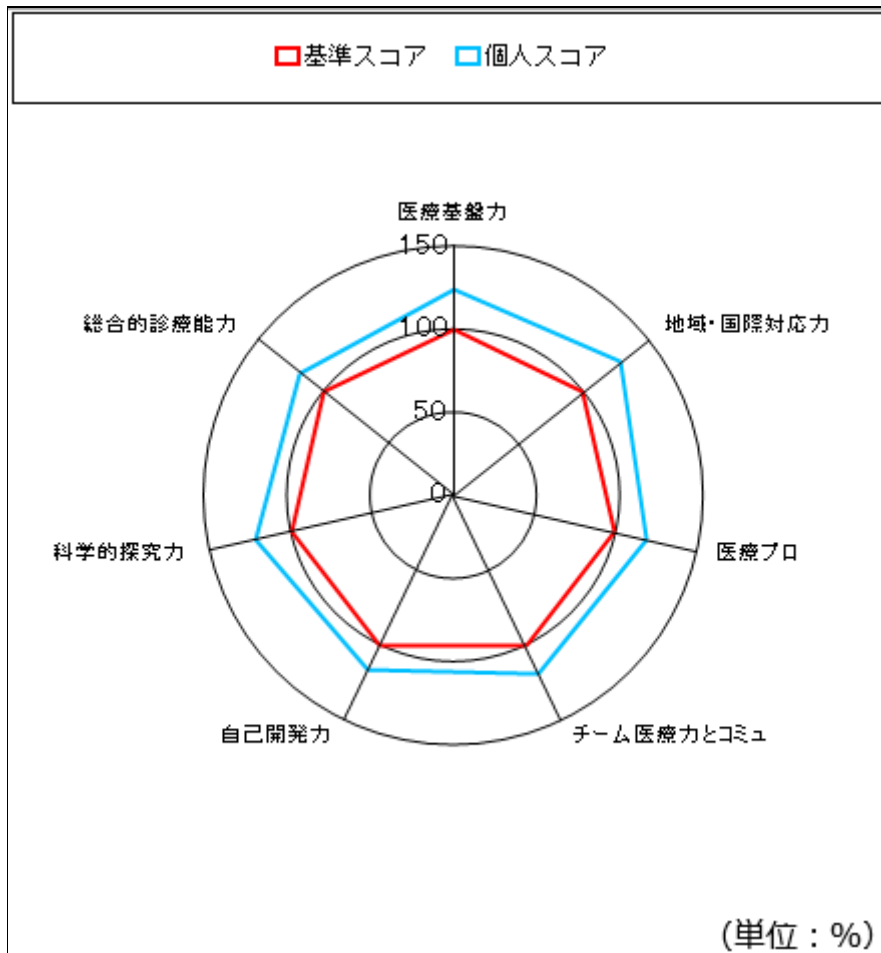 基準スコア 個人スコア
医療基盤力
150
総合的診療能力
100
地域・国際対応力
50
0
科学的探究力
医療プロ
自己開発力
チーム医療力とコミュ
(単位：%)